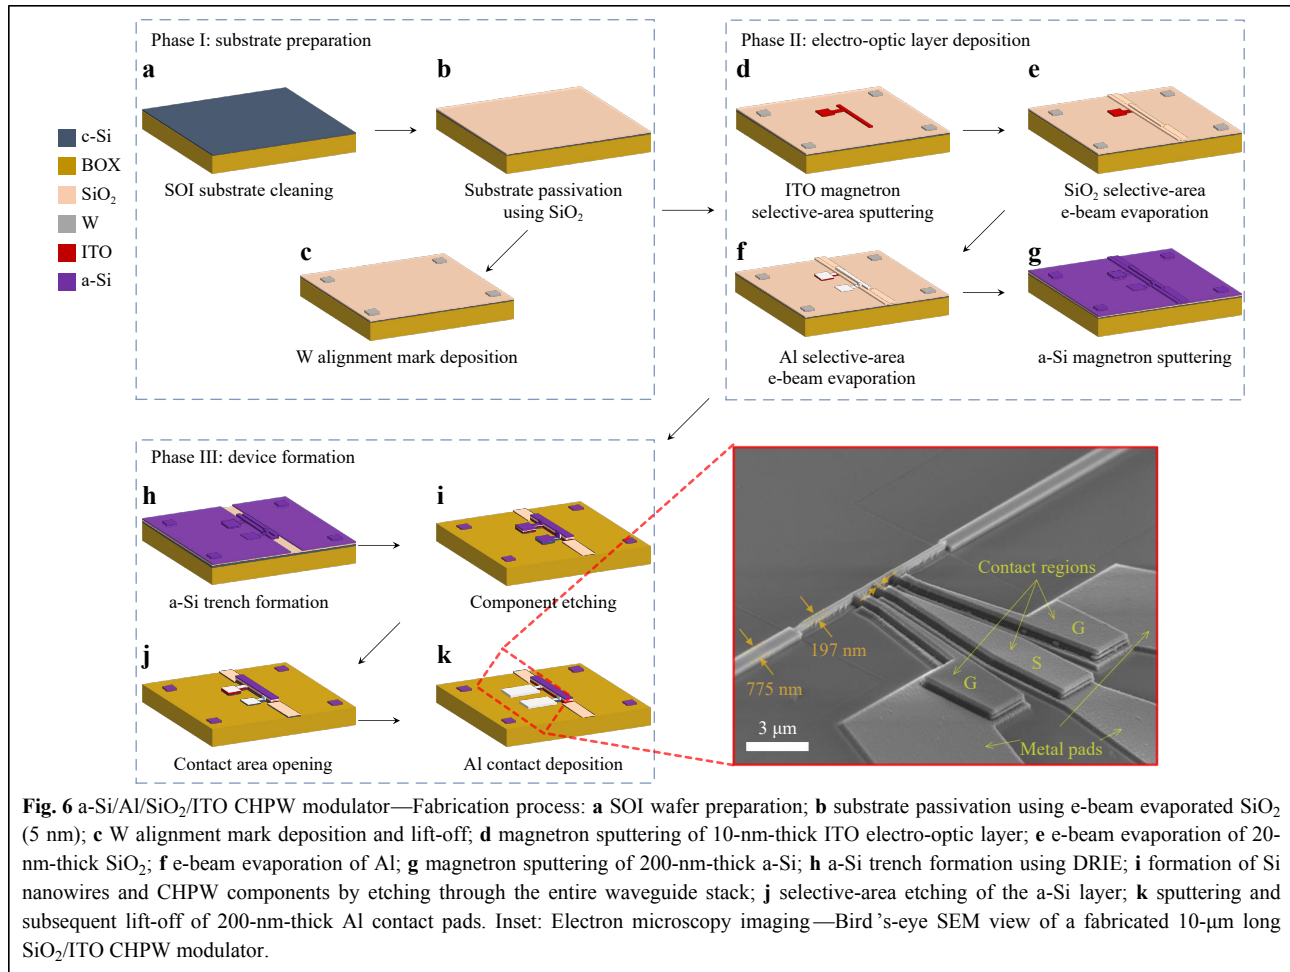 Phase I: substrate preparation
a
b
SOI substrate cleaning
Substrate passivation
using SiO₂
c
W alignment mark deposition
c-Si
BOX
SiO₂
W
ITO
a-Si
Phase II: electro-optic layer deposition
d
e
ITO magnetron
selective-area sputtering
SiO₂ selective-area
e-beam evaporation
f
g
Al selective-area
e-beam evaporation
a-Si magnetron sputtering
Phase III: device formation
h
i
a-Si trench formation
Component etching
j
k
Contact area opening
Al contact deposition
Contact regions
G
S
G
197 nm
775 nm
3 μm
Metal pads
Fig. 6 a-Si/Al/SiO₂/ITO CHPW modulator—Fabrication process: a SOI wafer preparation; b substrate passivation using e-beam evaporated SiO₂
(5 nm); c W alignment mark deposition and lift-off; d magnetron sputtering of 10-nm-thick ITO electro-optic layer; e e-beam evaporation of 20-
nm-thick SiO₂; f e-beam evaporation of Al; g magnetron sputtering of 200-nm-thick a-Si; h a-Si trench formation using DRIE; i formation of Si
nanowires and CHPW components by etching through the entire waveguide stack; j selective-area etching of the a-Si layer; k sputtering and
subsequent lift-off of 200-nm-thick Al contact pads. Inset: Electron microscopy imaging—Bird's-eye SEM view of a fabricated 10-μm long
SiO₂/ITO CHPW modulator.